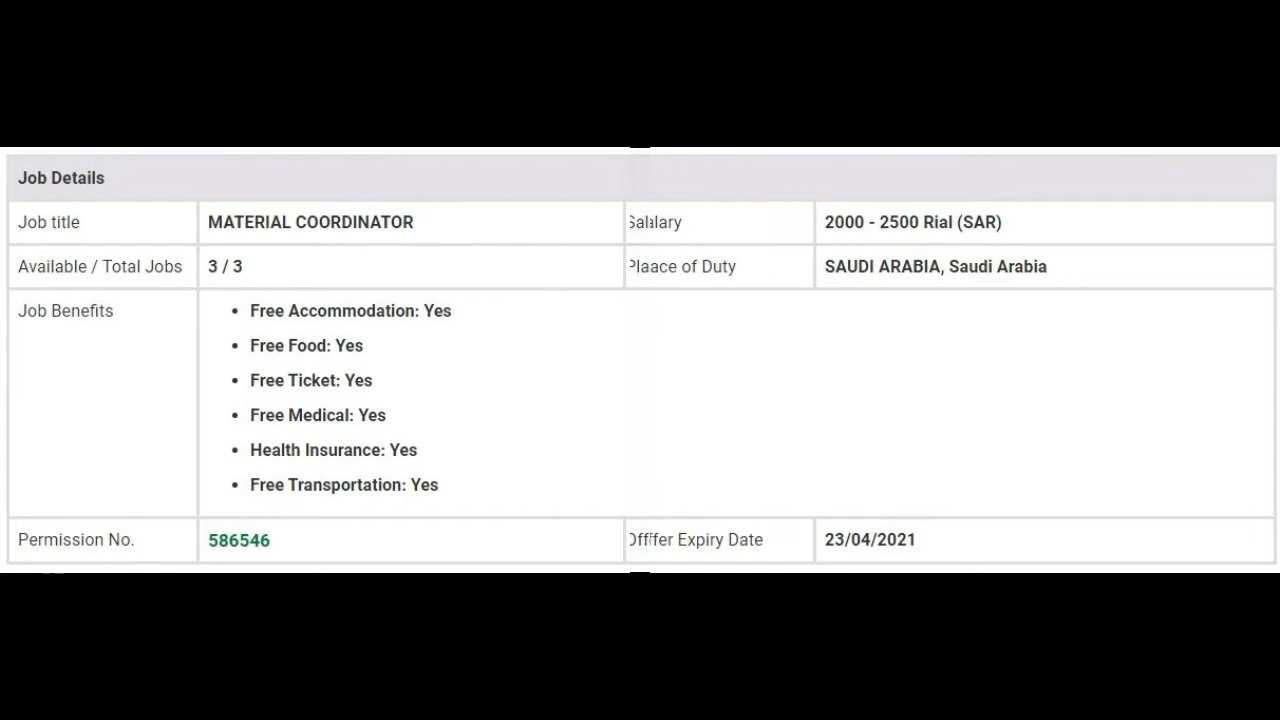 Job Details
Job title MATERIAL COORDINATOR Salalary 2000 - 2500 Rial (SAR)
Available / Total Jobs 3 / 3 Plaace of Duty SAUDI ARABIA, Saudi Arabia
Job Benefits
• Free Accommodation: Yes
• Free Food: Yes
• Free Ticket: Yes
• Free Medical: Yes
• Health Insurance: Yes
• Free Transportation: Yes
Permission No. 586546 Offffer Expiry Date 23/04/2021